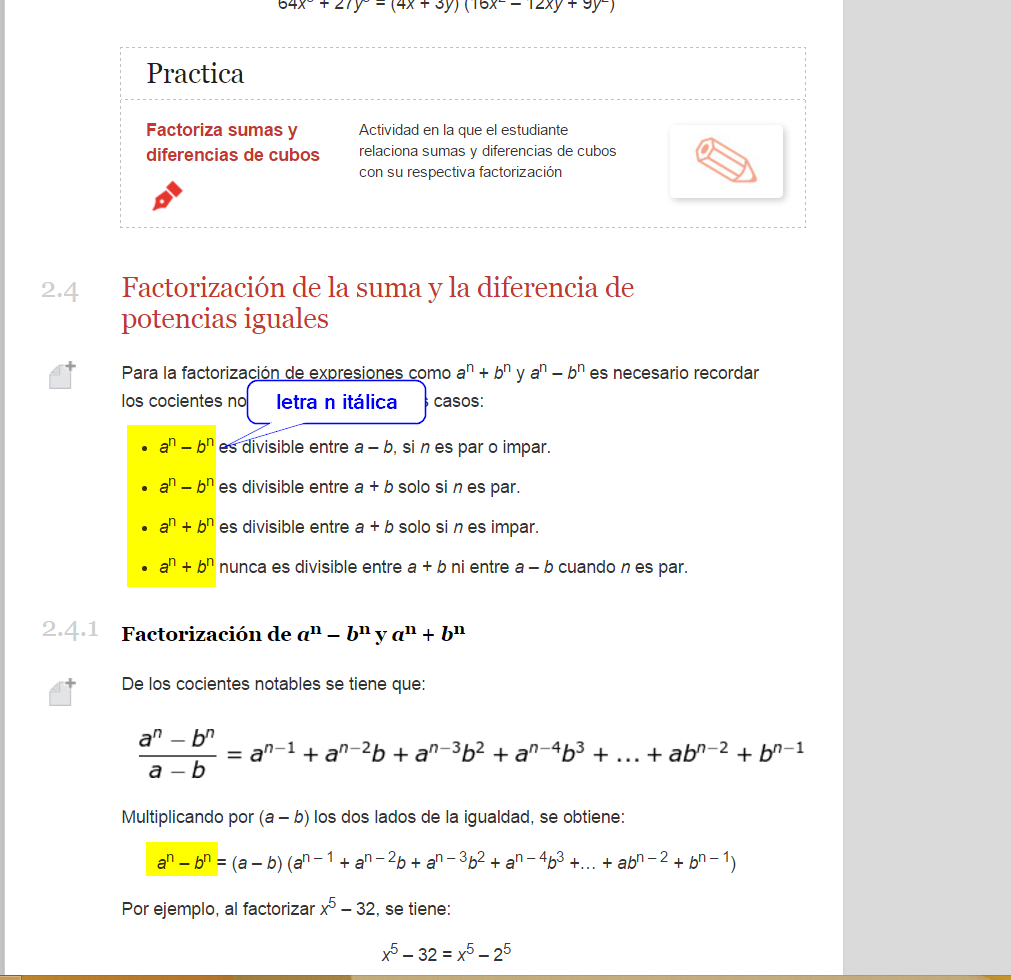 64x³ + 27y³ = (4x + 3y) (16x² – 12xy + 9y²)
Practica
Factoriza sumas y
diferencias de cubos
Actividad en la que el estudiante
relaciona sumas y diferencias de cubos
con su respectiva factorización
2.4
Factorización de la suma y la diferencia de
potencias iguales
Para la factorización de expresiones como aⁿ + bⁿ y aⁿ – bⁿ es necesario recordar
los cocientes no casos:
letra n itálica
• aⁿ – bⁿ es divisible entre a – b, si n es par o impar.
• aⁿ – bⁿ es divisible entre a + b solo si n es par.
• aⁿ + bⁿ es divisible entre a + b solo si n es impar.
• aⁿ + bⁿ nunca es divisible entre a + b ni entre a – b cuando n es par.
2.4.1
Factorización de aⁿ – bⁿ y aⁿ + bⁿ
De los cocientes notables se tiene que:
aⁿ – bⁿ
a – b
= aⁿ⁻¹ + aⁿ⁻²b + aⁿ⁻³b² + aⁿ⁻⁴b³ + … + abⁿ⁻² + bⁿ⁻¹
Multiplicando por (a – b) los dos lados de la igualdad, se obtiene:
aⁿ – bⁿ = (a – b) (aⁿ⁻¹ + aⁿ⁻²b + aⁿ⁻³b² + aⁿ⁻⁴b³ +… + abⁿ⁻² + bⁿ⁻¹)
Por ejemplo, al factorizar x⁵ – 32, se tiene:
x⁵ – 32 = x⁵ – 2⁵